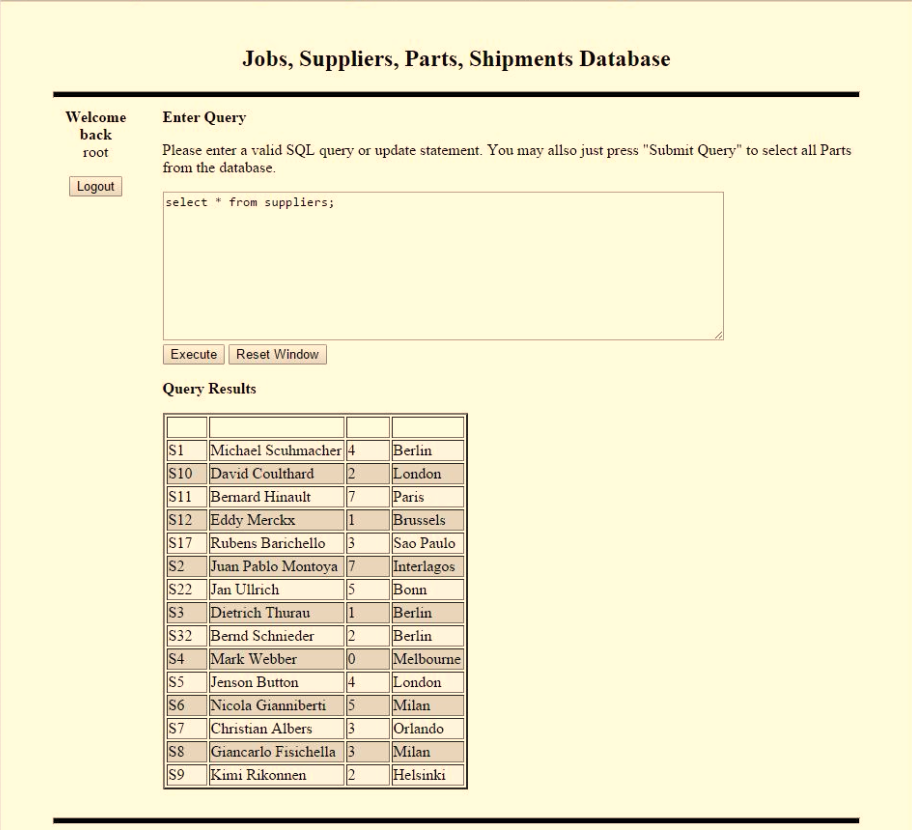 Jobs, Suppliers, Parts, Shipments Database
Welcome
back
root
Logout
Enter Query
Please enter a valid SQL query or update statement. You may allso just press "Submit Query" to select all Parts
from the database.
select * from suppliers;
Execute Reset Window
Query Results
S1 Michael Scuhmacher 4 Berlin
S10 David Coulthard 2 London
S11 Bernard Hinault 7 Paris
S12 Eddy Merckx 1 Brussels
S17 Rubens Barichello 3 Sao Paulo
S2 Juan Pablo Montoya 7 Interlagos
S22 Jan Ullrich 5 Bonn
S3 Dietrich Thurau 1 Berlin
S32 Bernd Schnieder 2 Berlin
S4 Mark Webber 0 Melbourne
S5 Jenson Button 4 London
S6 Nicola Gianniberti 5 Milan
S7 Christian Albers 3 Orlando
S8 Giancarlo Fisichella 3 Milan
S9 Kimi Rikonnen 2 Helsinki